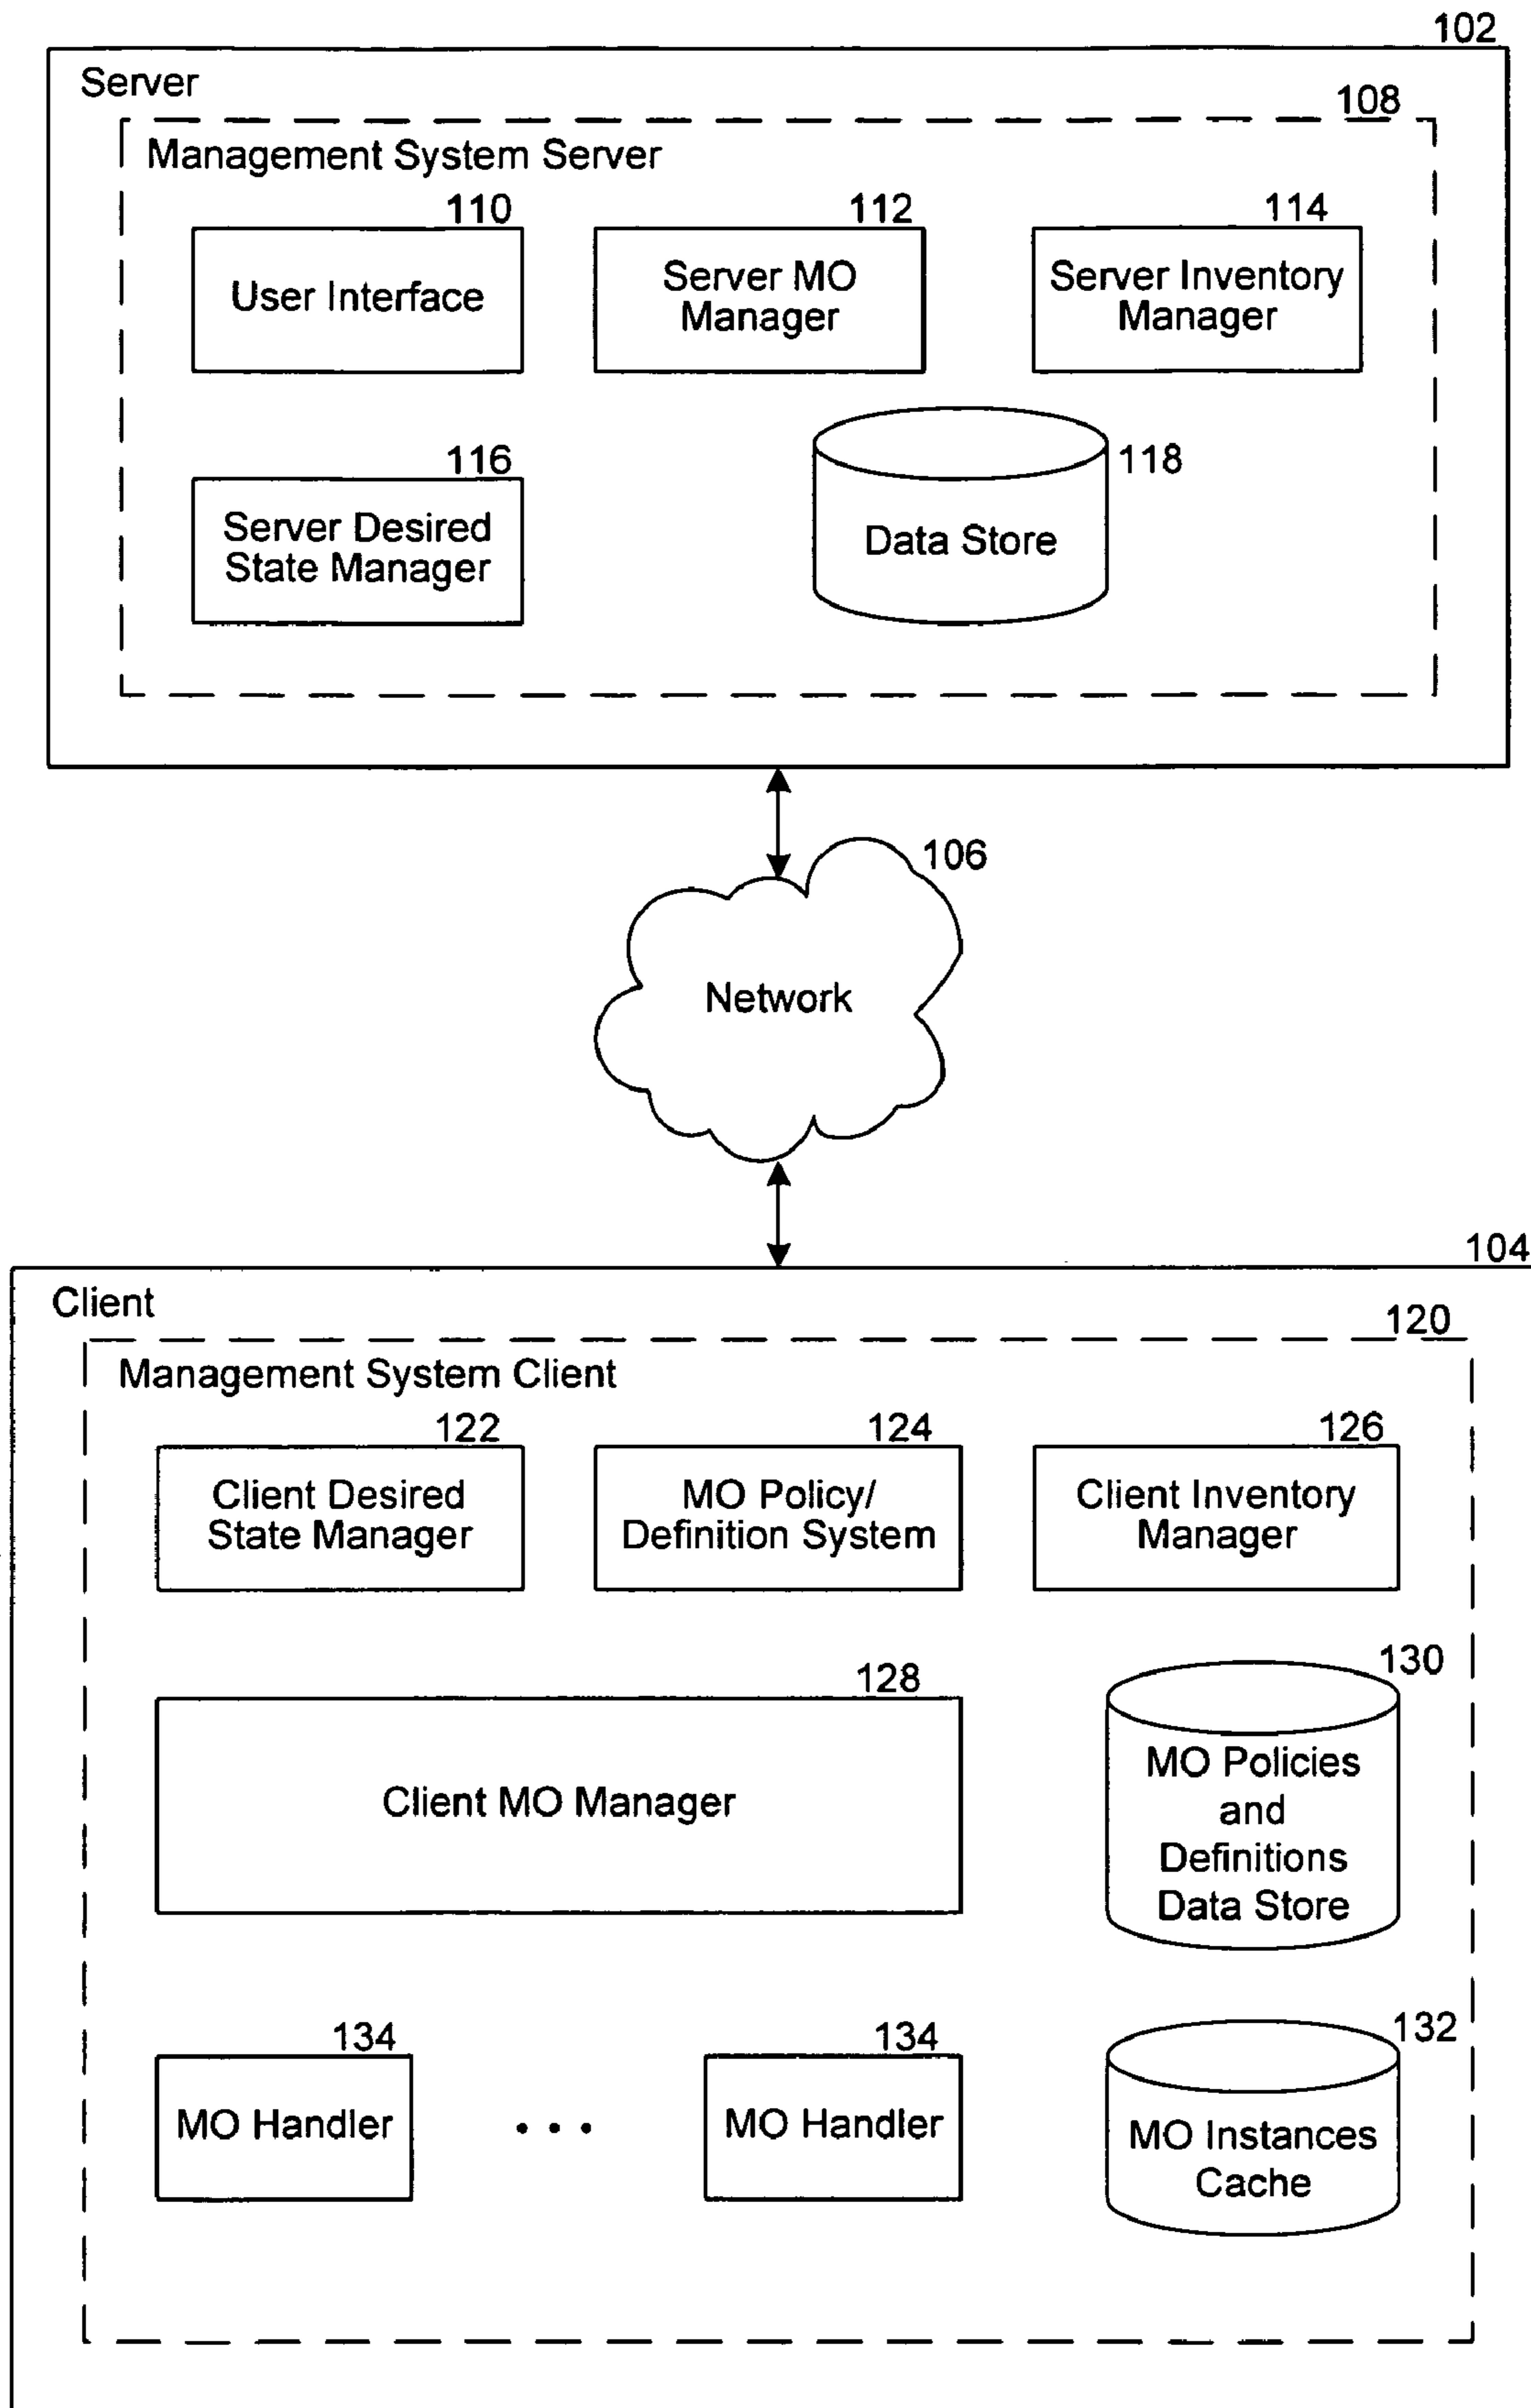 102
Server
108
Management System Server
110
112
114
User Interface
Server MO
Manager
Server Inventory
Manager
116
118
Server Desired
State Manager
Data Store
106
Network
104
Client
120
Management System Client
122
124
126
Client Desired
State Manager
MO Policy/
Definition System
Client Inventory
Manager
128
130
Client MO Manager
MO Policies
and
Definitions
Data Store
134
134
132
MO Handler
• • •
MO Handler
MO Instances
Cache